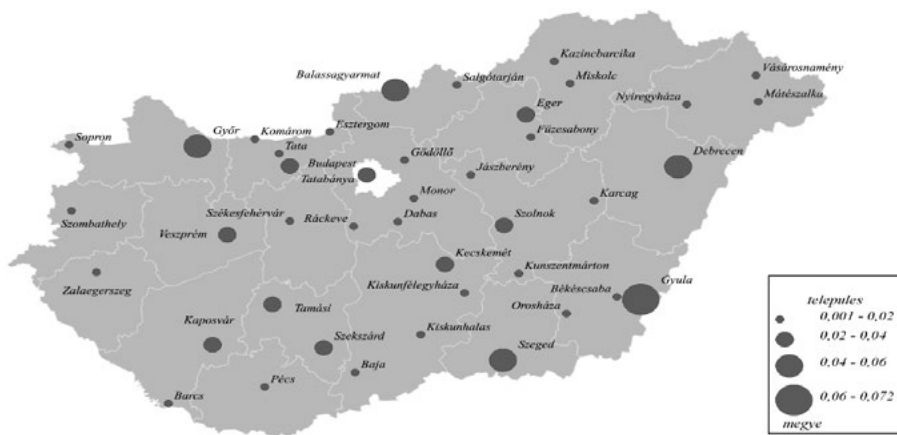 Kazincbarcika
Vásárosnamény
Balassagyarmat
Salgótarján
Miskolc
Mátészalka
Nyíregyháza
Eger
Füzesabony
Sopron
Győr
Komárom
Esztergom
Tata
Gödöllő
Debrecen
Budapest
Tatabánya
Jászberény
Monor
Karcag
Szombathely
Székesfehérvár
Ráckeve
Dabas
Szolnok
Veszprém
Kecskemét
Kunszentmárton
Zalaegerszeg
Kiskunfélegyháza
Békéscsaba
Gyula
Orosháza
Tamási
Kaposvár
Szekszárd
Kiskunhalas
Szeged
Baja
Pécs
Barcs
telepules
0,001 - 0,02
0,02 - 0,04
0,04 - 0,06
0,06 - 0,072
megye